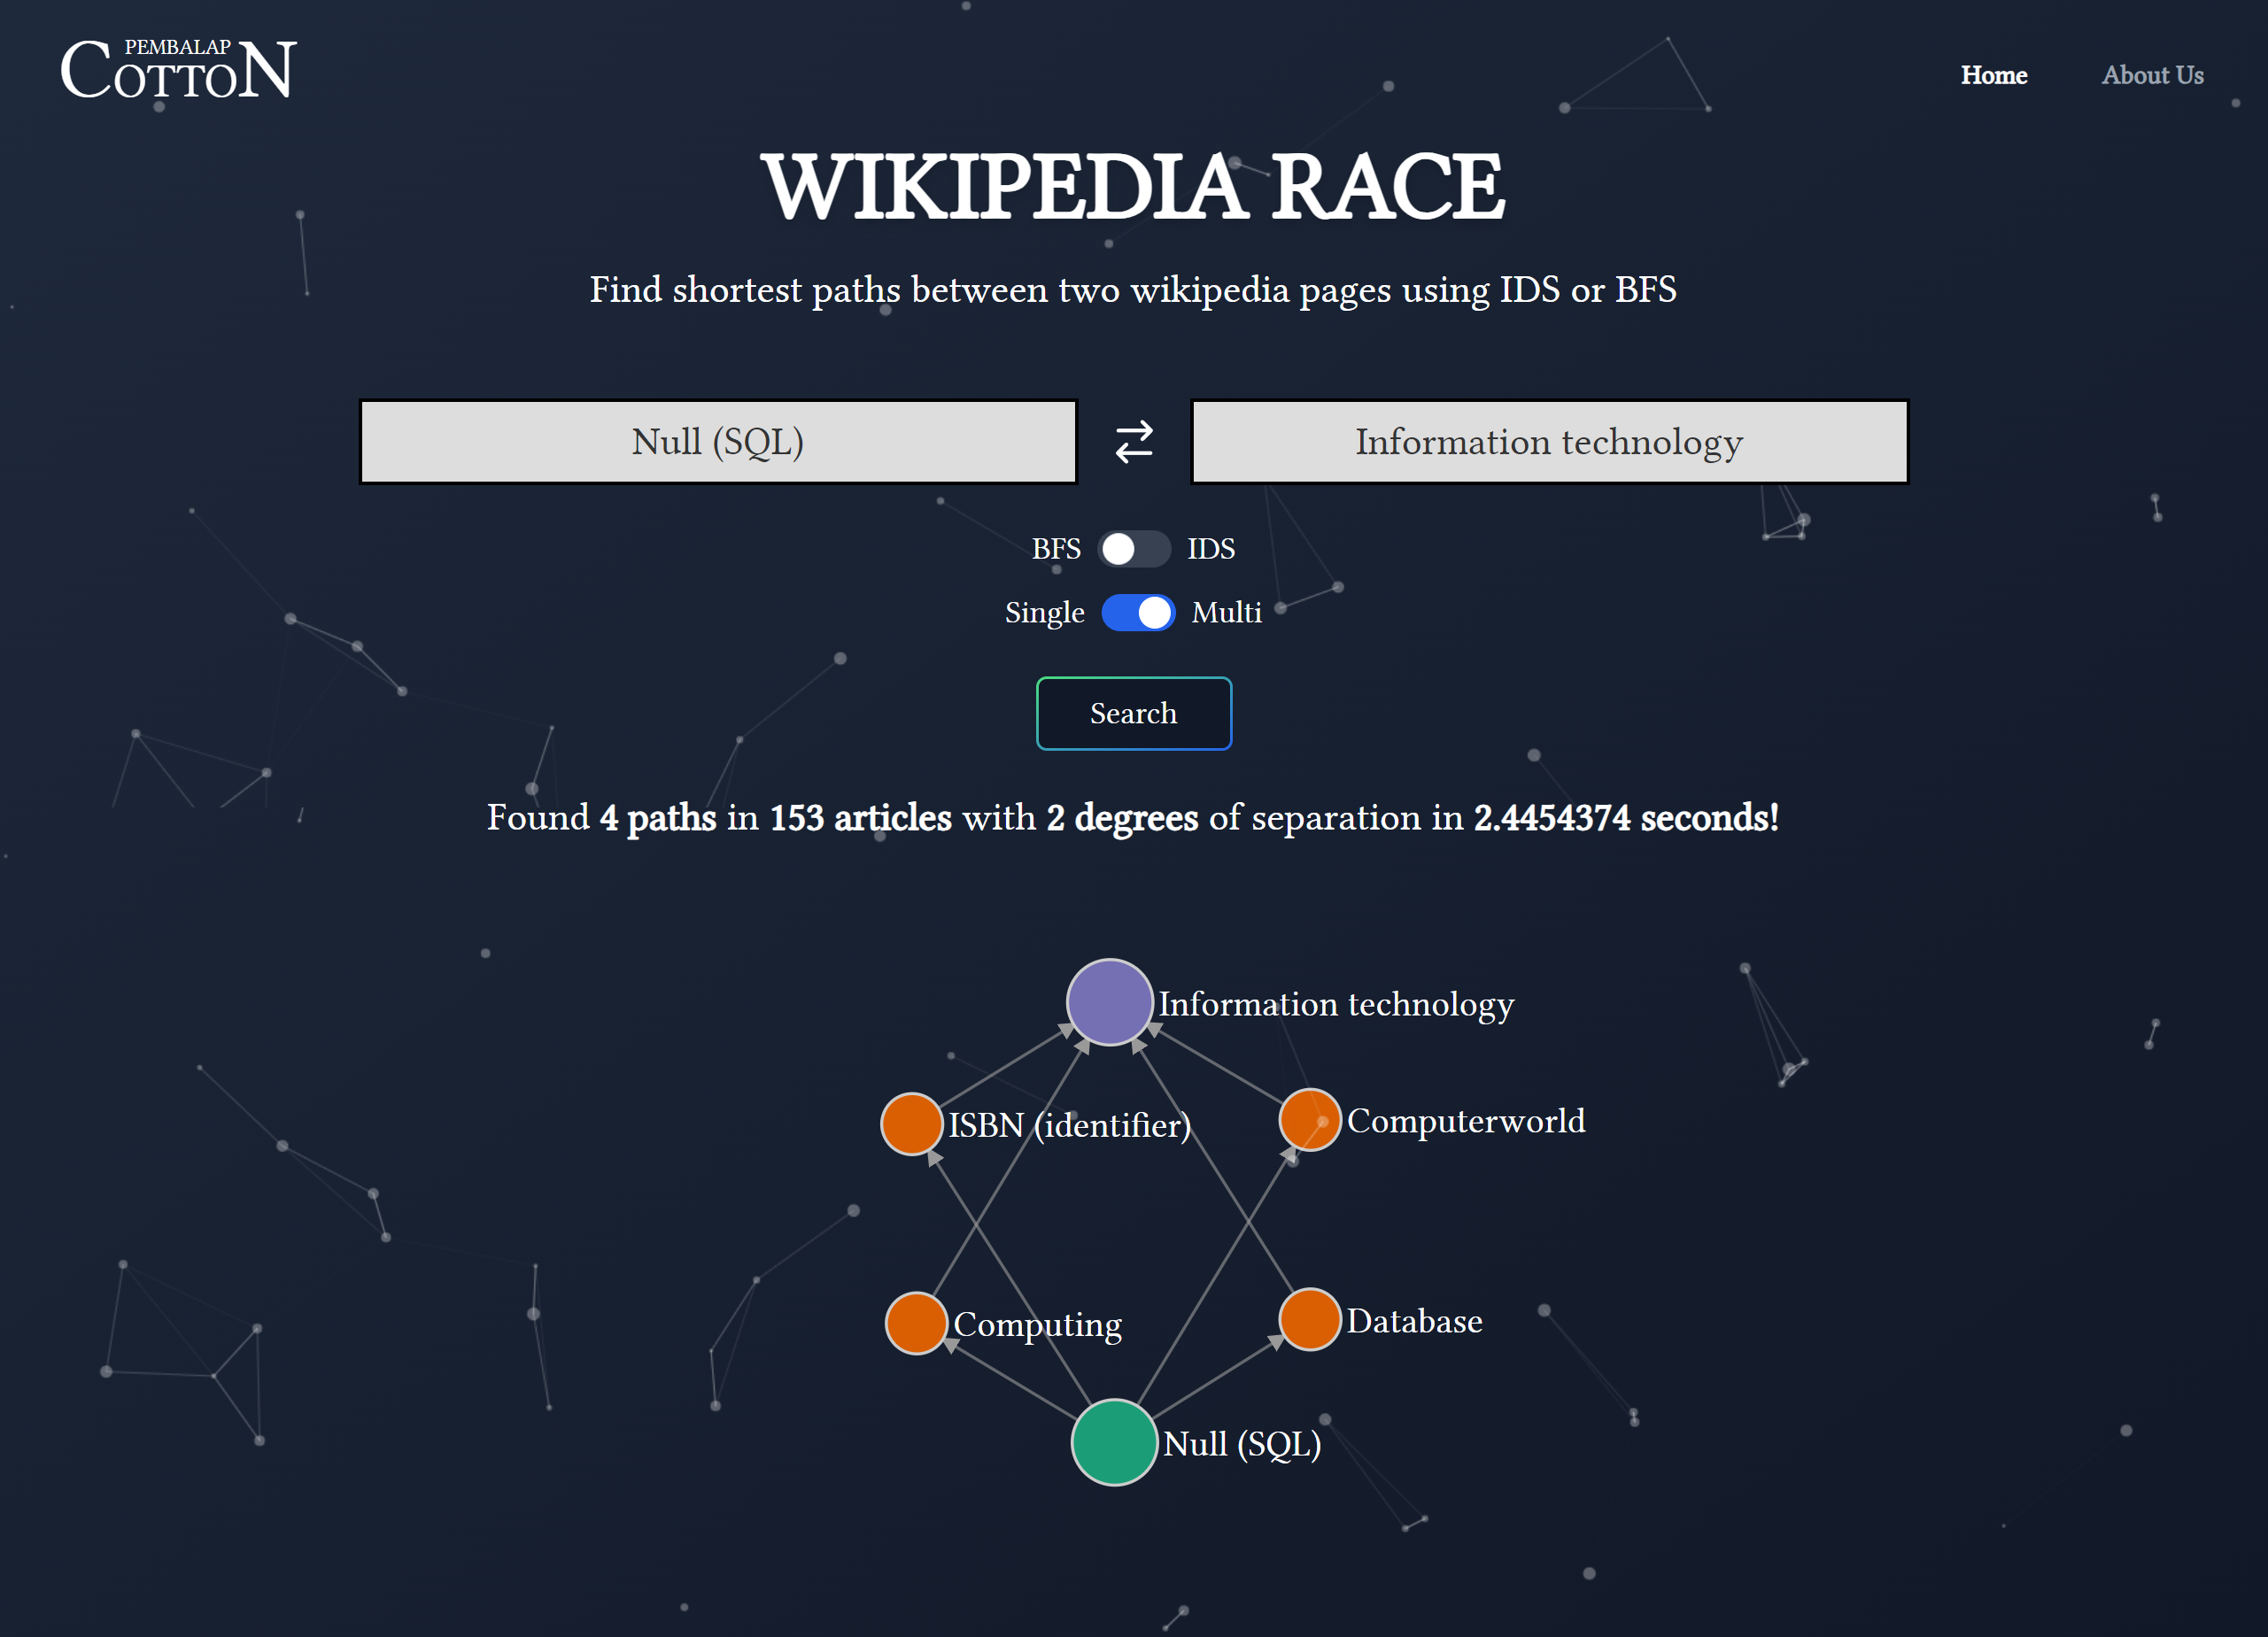 PEMBALAP
COTTON
Home
About Us
WIKIPEDIA RACE
Find shortest paths between two wikipedia pages using IDS or BFS
Null (SQL)
Information technology
BFS
IDS
Single
Multi
Search
Found 4 paths in 153 articles with 2 degrees of separation in 2.4454374 seconds!
Information technology
ISBN (identifier)
Computerworld
Computing
Database
Null (SQL)